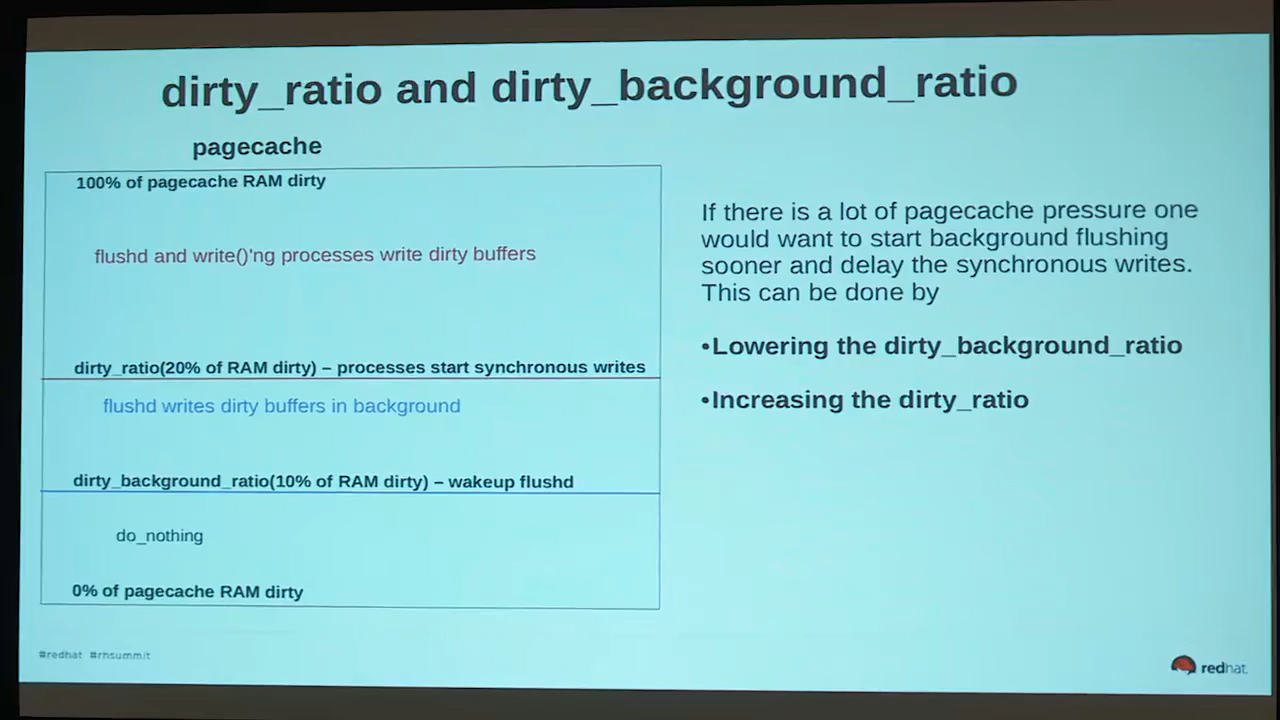 dirty_ratio and dirty_background_ratio
pagecache
100% of pagecache RAM dirty
flushd and write()'ng processes write dirty buffers
dirty_ratio(20% of RAM dirty) – processes start synchronous writes
flushd writes dirty buffers in background
dirty_background_ratio(10% of RAM dirty) – wakeup flushd
do_nothing
0% of pagecache RAM dirty
If there is a lot of pagecache pressure one
would want to start background flushing
sooner and delay the synchronous writes.
This can be done by
•Lowering the dirty_background_ratio
•Increasing the dirty_ratio
#redhat #rhsummit
redhat.